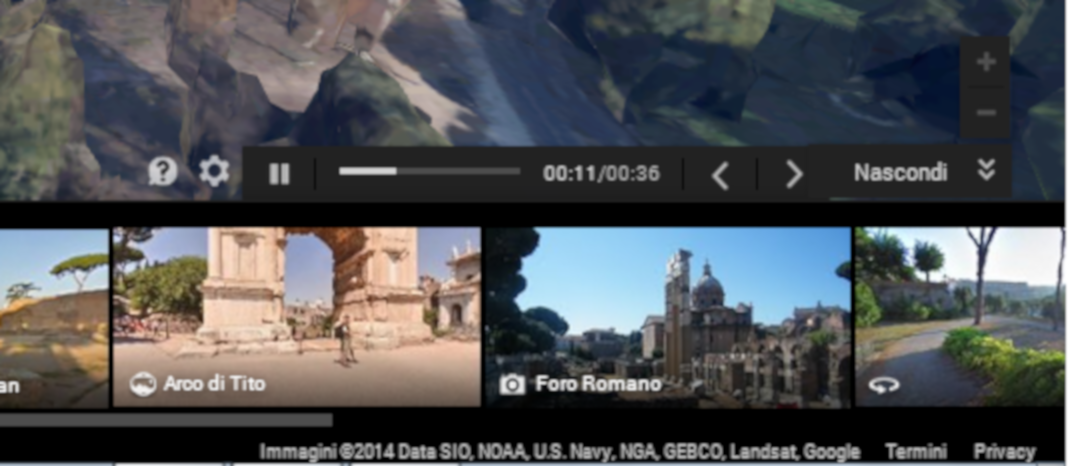 00:11/00:36 Nascondi
an Arco di Tito Foro Romano
Immagini ©2014 Data SIO, NOAA, U.S. Navy, NGA, GEBCO, Landsat, Google Termini Privacy